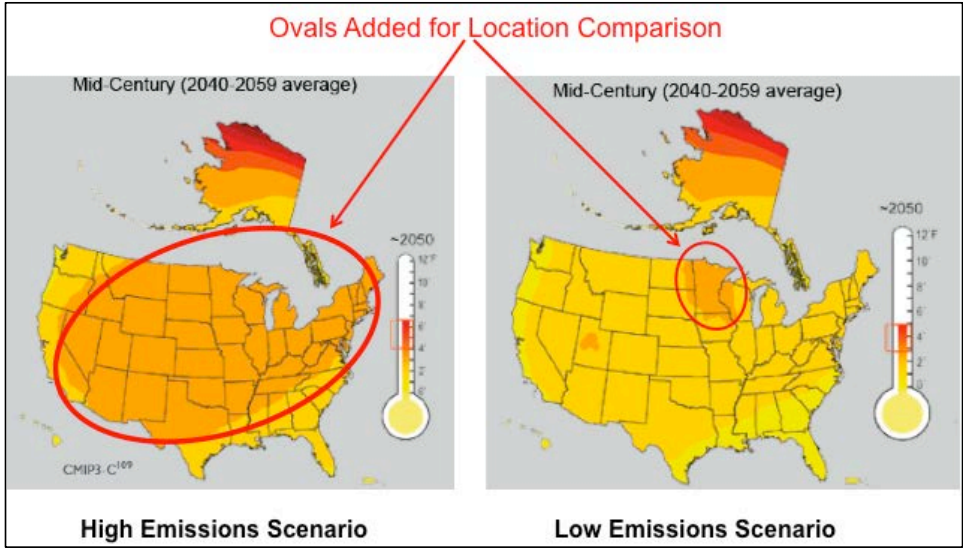 Ovals Added for Location Comparison
Mid-Century (2040-2059 average)
Mid-Century (2040-2059 average)
~2050
12°F
10
8
6°
4°
2°
0°
~2050
12°F
10
8
6°
4°
2°
0°
CMIP3-C109
High Emissions Scenario
Low Emissions Scenario